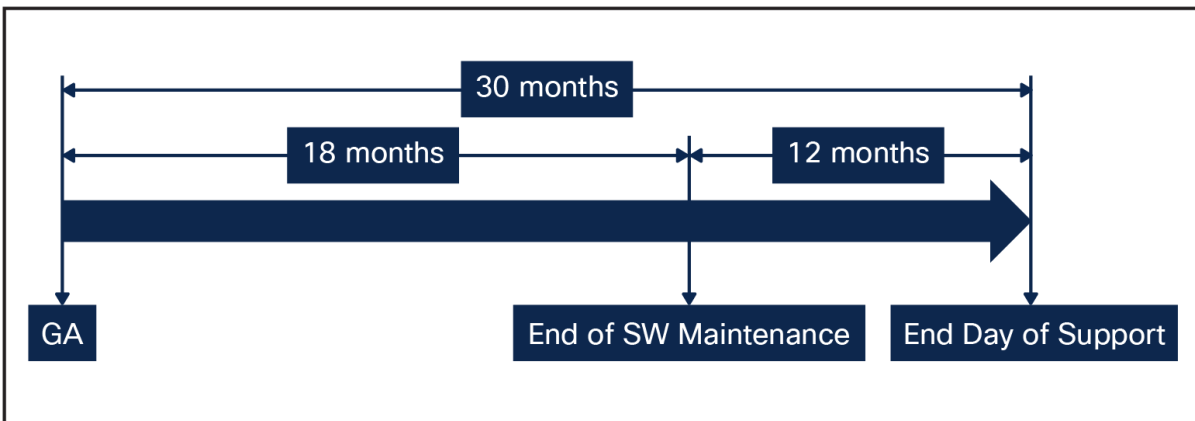 30 months
18 months
12 months
GA
End of SW Maintenance
End Day of Support